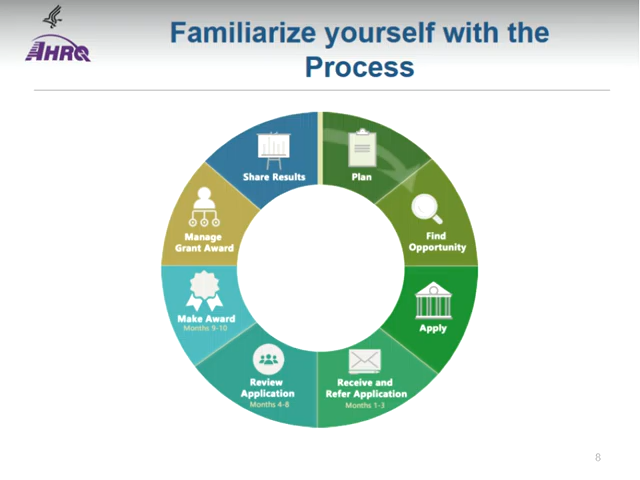 AHRQ
Familiarize yourself with the
Process
Plan
Find
Opportunity
Apply
Receive and
Refer Application
Months 1-3
Review
Application
Months 4-8
Make Award
Months 9-10
Manage
Grant Award
Share Results
8